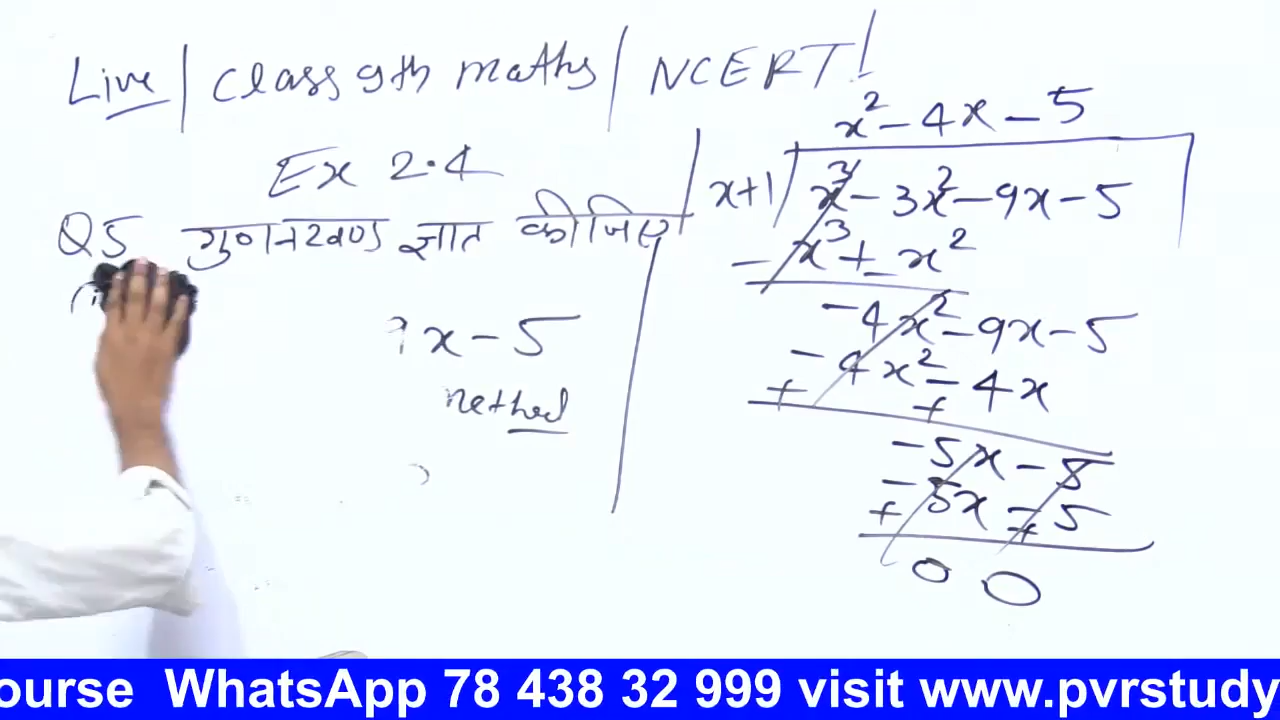 Live / Class 9th maths / NCERT /
Ex 2.4
Q5 गुणनखण्ड ज्ञात कीजिए
x - 5
method
x² - 4x - 5
x+1 x³ - 3x² - 9x - 5
- x³ + - x²
- 4x² - 9x - 5
- 4x² - 4x
+ +
- 5x - 5
- 5x - 5
+ +
0 0
ourse WhatsApp 78 438 32 999 visit www.pvrstudy